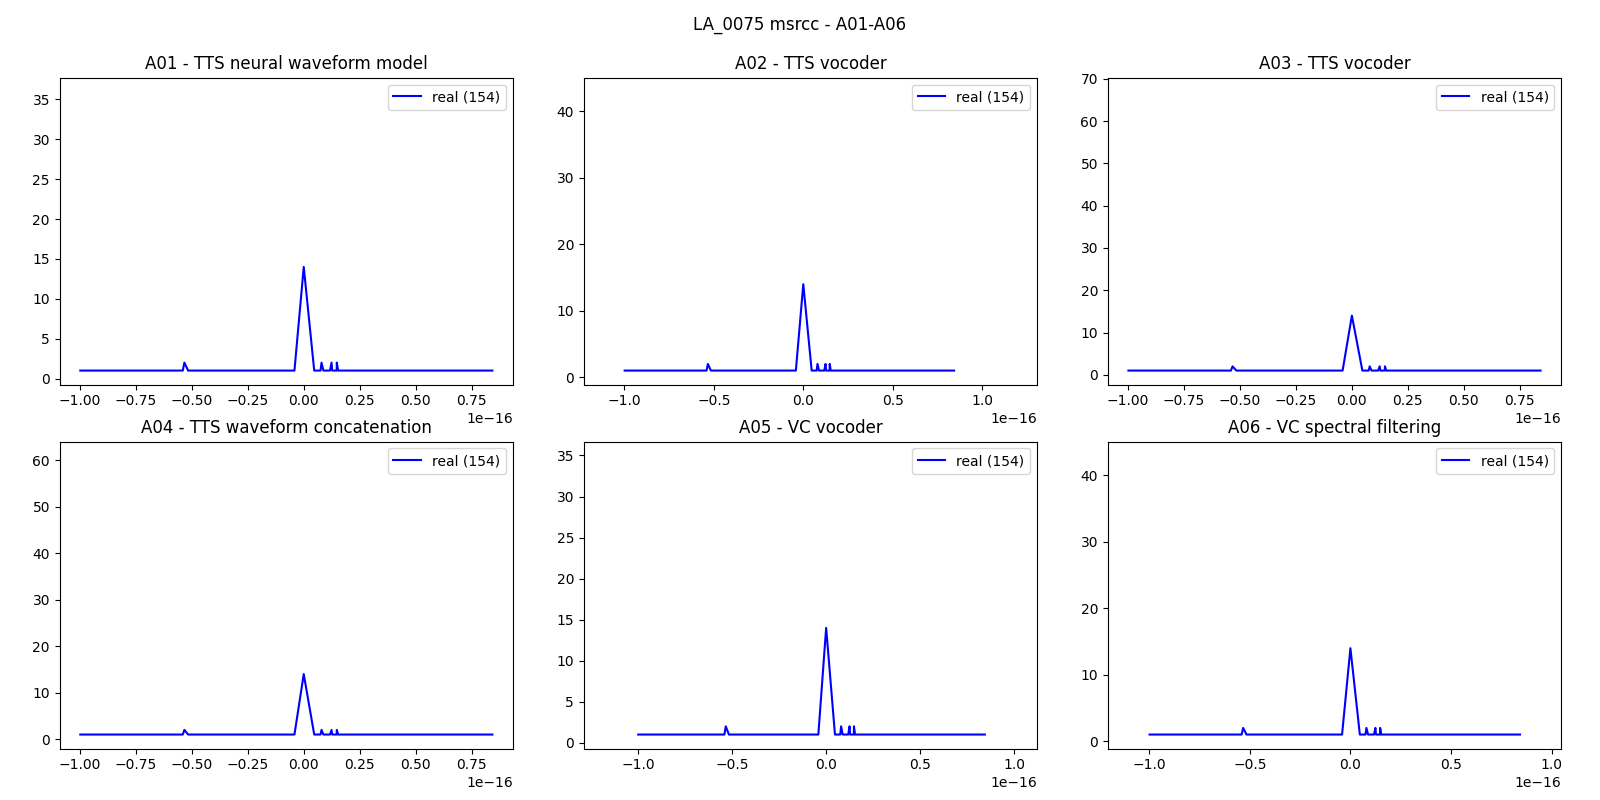 LA_0075 msrcc - A01-A06
A01 - TTS neural waveform model
A02 - TTS vocoder
A03 - TTS vocoder
real (154)
real (154)
real (154)
35
30
25
20
15
10
5
0
40
30
20
10
0
70
60
50
40
30
20
10
0
−1.00 −0.75 −0.50 −0.25 0.00 0.25 0.50 0.75
1e−16
−1.0 −0.5 0.0 0.5 1.0
1e−16
−1.00 −0.75 −0.50 −0.25 0.00 0.25 0.50 0.75
1e−16
A04 - TTS waveform concatenation
A05 - VC vocoder
A06 - VC spectral filtering
real (154)
real (154)
real (154)
60
50
40
30
20
10
0
35
30
25
20
15
10
5
0
40
30
20
10
0
−1.00 −0.75 −0.50 −0.25 0.00 0.25 0.50 0.75
1e−16
−1.0 −0.5 0.0 0.5 1.0
1e−16
−1.0 −0.5 0.0 0.5 1.0
1e−16